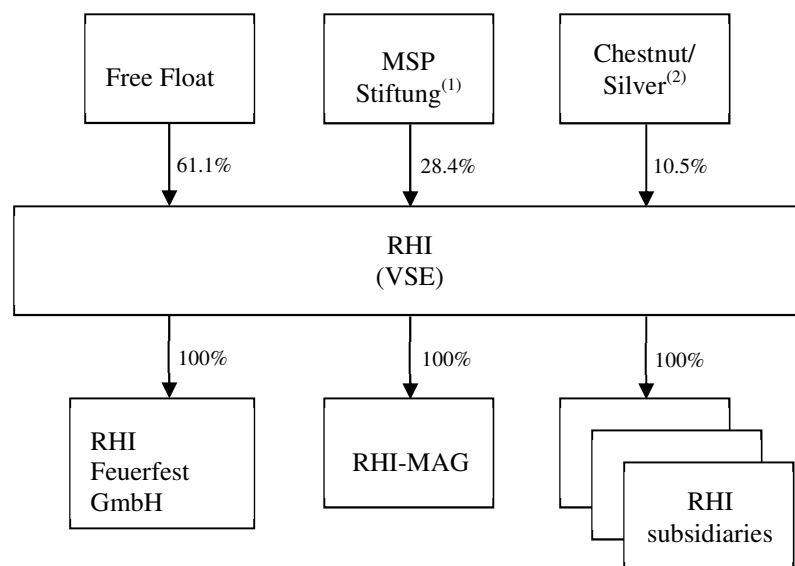 Free Float
MSP
Stiftung(1)
Chestnut/
Silver(2)
61.1%
28.4%
10.5%
RHI
(VSE)
100%
100%
100%
RHI
Feuerfest
GmbH
RHI-MAG
RHI
subsidiaries